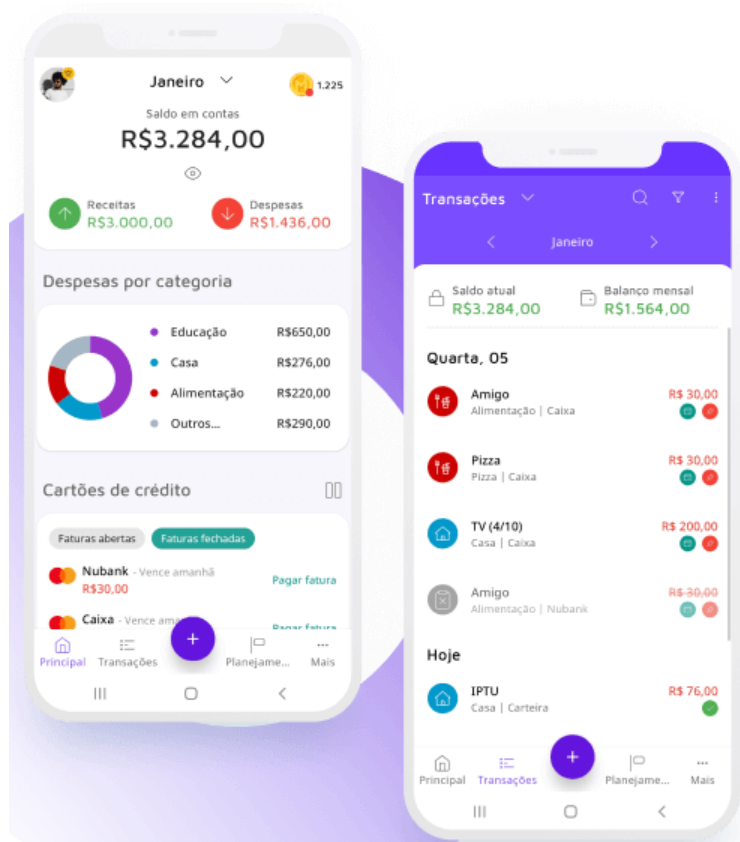 Janeiro
1.225
Saldo em contas
R$3.284,00
Receitas
R$3.000,00
Despesas
R$1.436,00
Despesas por categoria
Educação R$650,00
Casa R$276,00
Alimentação R$220,00
Outros... R$290,00
Cartões de crédito
Faturas abertas
Faturas fechadas
Nubank - Vence amanhã
R$30,00
Pagar fatura
Caixa - Vence ama
Pagar fatura
Principal
Transações
+
Planejame...
Mais
Transações
Janeiro
Saldo atual
R$3.284,00
Balanço mensal
R$1.564,00
Quarta, 05
Amigo R$ 30,00
Alimentação | Caixa
Pizza R$ 30,00
Pizza | Caixa
TV (4/10) R$ 200,00
Casa | Caixa
Amigo R$ 30,00
Alimentação | Nubank
Hoje
IPTU R$ 76,00
Casa | Carteira
Principal
Transações
+
Planejame...
Mais